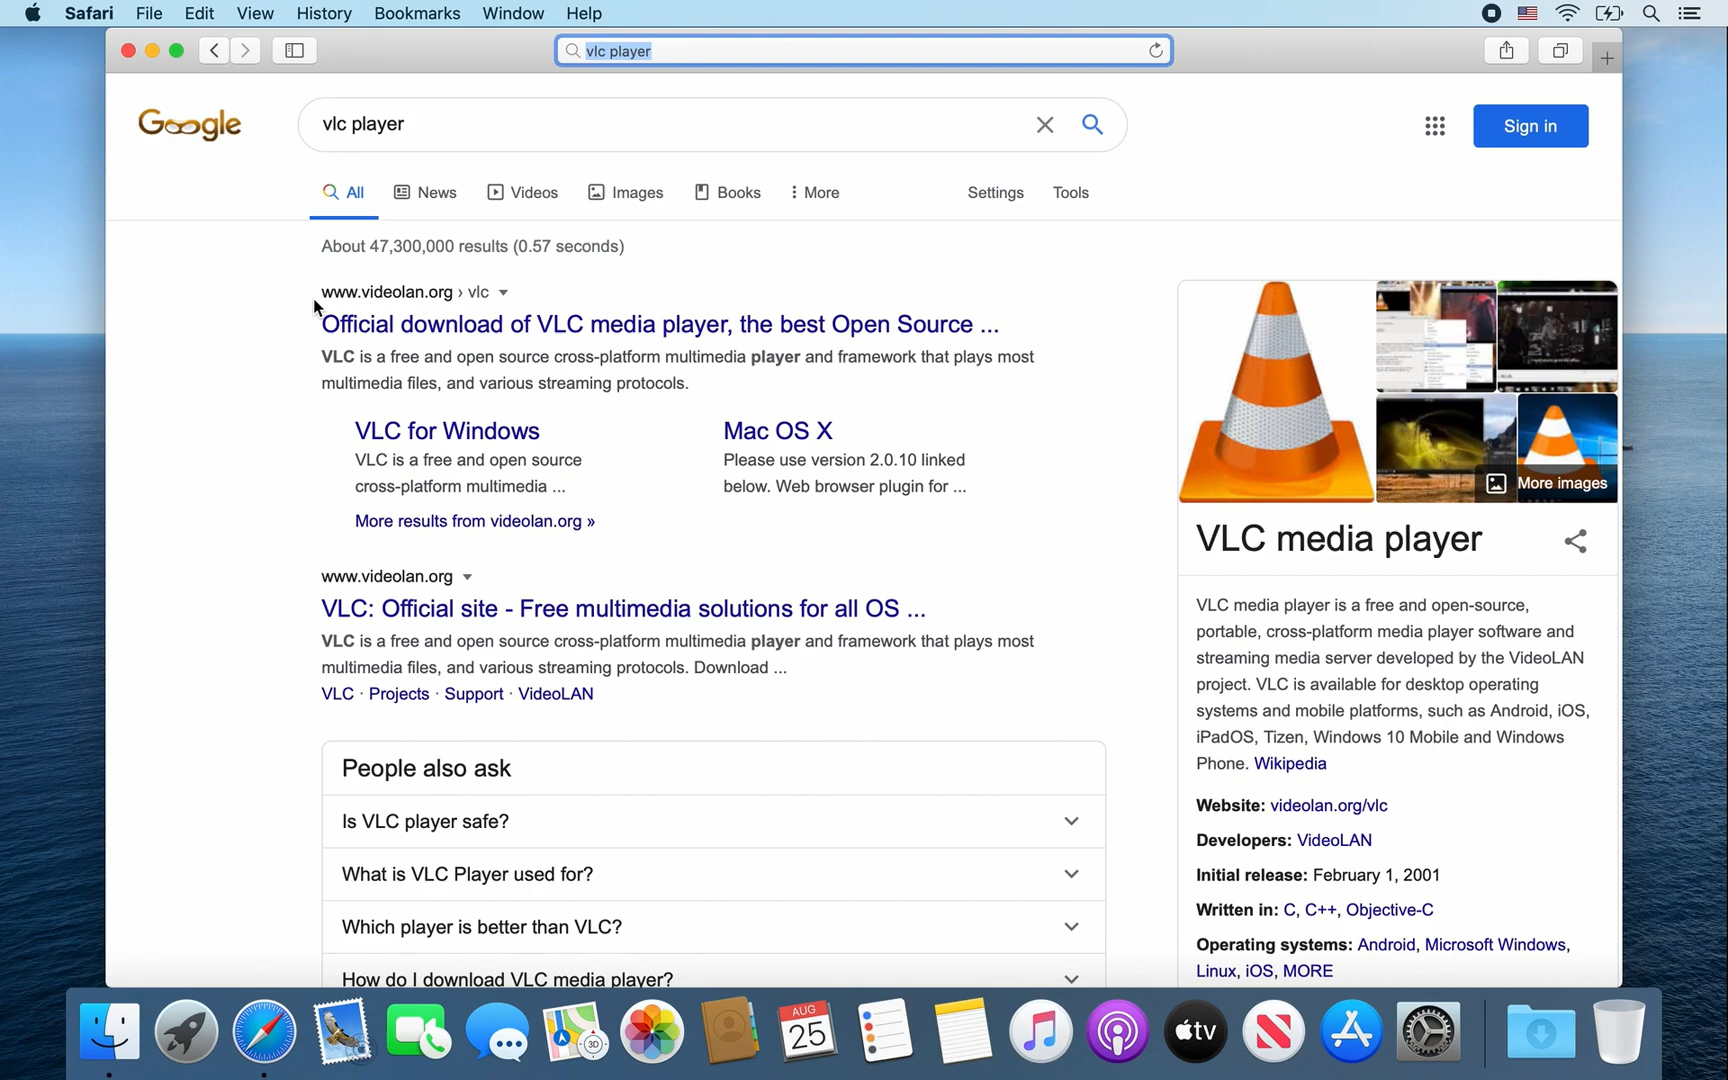 Safari File Edit View History Bookmarks Window Help
vlc player
Google
vlc player
Sign in
All News Videos Images Books More Settings Tools
About 47,300,000 results (0.57 seconds)
www.videolan.org › vlc
Official download of VLC media player, the best Open Source ...
VLC is a free and open source cross-platform multimedia player and framework that plays most
multimedia files, and various streaming protocols.
VLC for Windows
VLC is a free and open source
cross-platform multimedia ...
Mac OS X
Please use version 2.0.10 linked
below. Web browser plugin for ...
More results from videolan.org »
www.videolan.org
VLC: Official site - Free multimedia solutions for all OS ...
VLC is a free and open source cross-platform multimedia player and framework that plays most
multimedia files, and various streaming protocols. Download ...
VLC · Projects · Support · VideoLAN
People also ask
Is VLC player safe?
What is VLC Player used for?
Which player is better than VLC?
How do I download VLC media player?
More images
VLC media player
VLC media player is a free and open-source,
portable, cross-platform media player software and
streaming media server developed by the VideoLAN
project. VLC is available for desktop operating
systems and mobile platforms, such as Android, iOS,
iPadOS, Tizen, Windows 10 Mobile and Windows
Phone. Wikipedia
Website: videolan.org/vlc
Developers: VideoLAN
Initial release: February 1, 2001
Written in: C, C++, Objective-C
Operating systems: Android, Microsoft Windows,
Linux, iOS, MORE
3D
AUG
25
tv